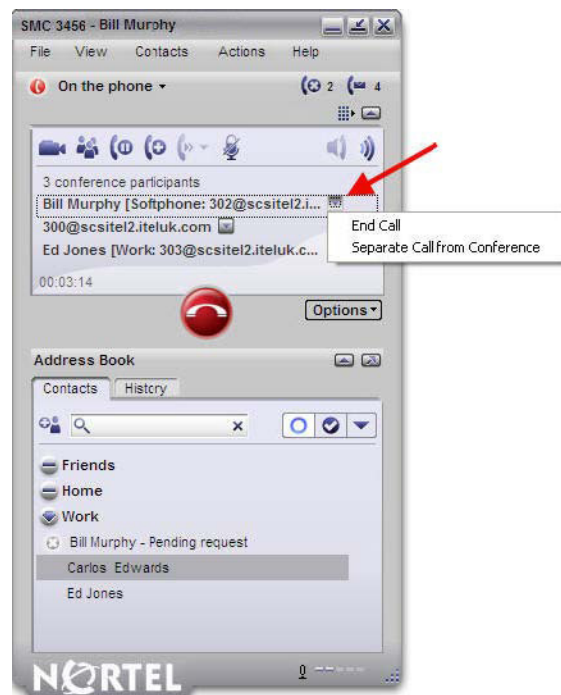 SMC 3456 - Bill Murphy
File View Contacts Actions Help
On the phone
2 4
3 conference participants
Bill Murphy [Softphone: 302@scsitel2.i...
300@scsitel2.iteluk.com
Ed Jones [Work: 303@scsitel2.iteluk.c...
End Call
Separate Call from Conference
00:03:14
Options
Address Book
Contacts History
Friends
Home
Work
Bill Murphy - Pending request
Carlos Edwards
Ed Jones
NORTEL